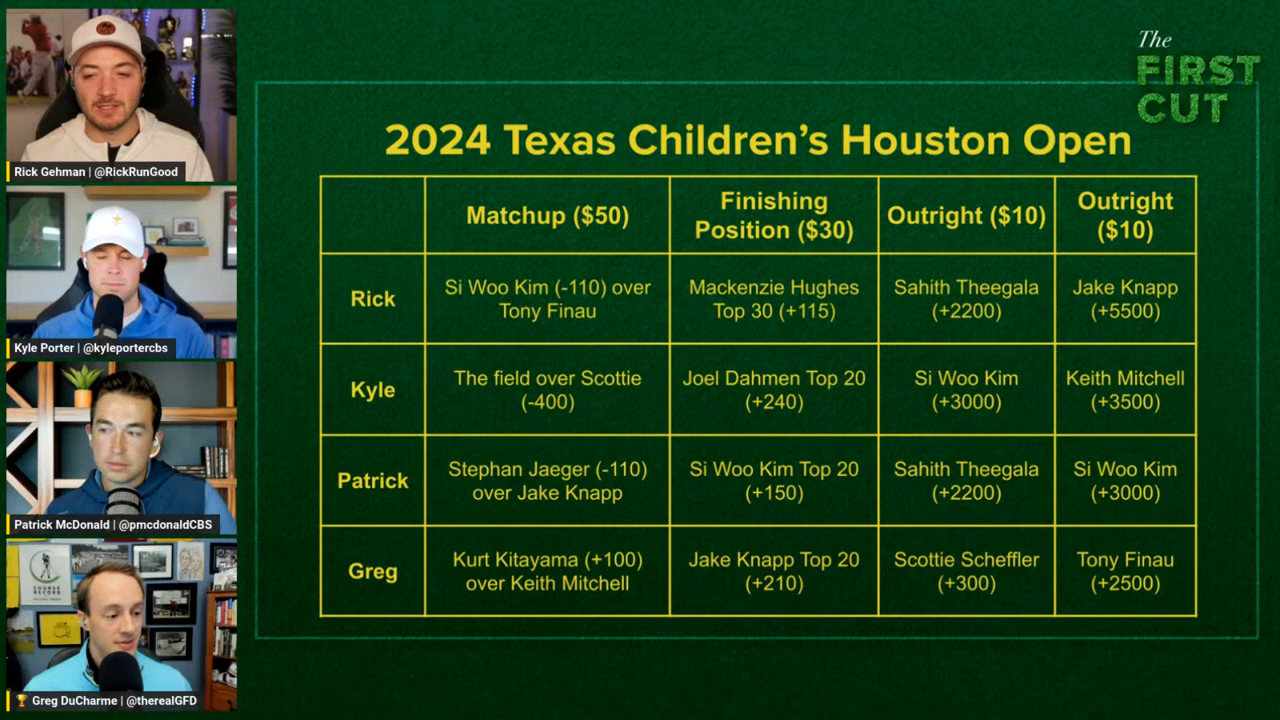 The
FIRST
CUT
2024 Texas Children's Houston Open
Matchup ($50)
Finishing
Position ($30)
Outright ($10)
Outright
($10)
Rick
Si Woo Kim (-110) over
Tony Finau
Mackenzie Hughes
Top 30 (+115)
Sahith Theegala
(+2200)
Jake Knapp
(+5500)
Kyle
The field over Scottie
(-400)
Joel Dahmen Top 20
(+240)
Si Woo Kim
(+3000)
Keith Mitchell
(+3500)
Patrick
Stephan Jaeger (-110)
over Jake Knapp
Si Woo Kim Top 20
(+150)
Sahith Theegala
(+2200)
Si Woo Kim
(+3000)
Greg
Kurt Kitayama (+100)
over Keith Mitchell
Jake Knapp Top 20
(+210)
Scottie Scheffler
(+300)
Tony Finau
(+2500)
Rick Gehman | @RickRunGood
Kyle Porter | @kyleportercbs
Patrick McDonald | @pmcdonaldCBS
COURSE
RECORD
🏆 Greg DuCharme | @therealGFD